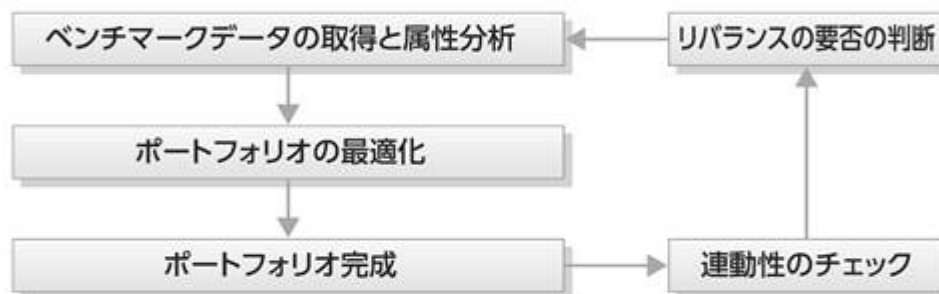 ベンチマークデータの取得と属性分析
リバランスの要否の判断
ポートフォリオの最適化
ポートフォリオ完成
連動性のチェック